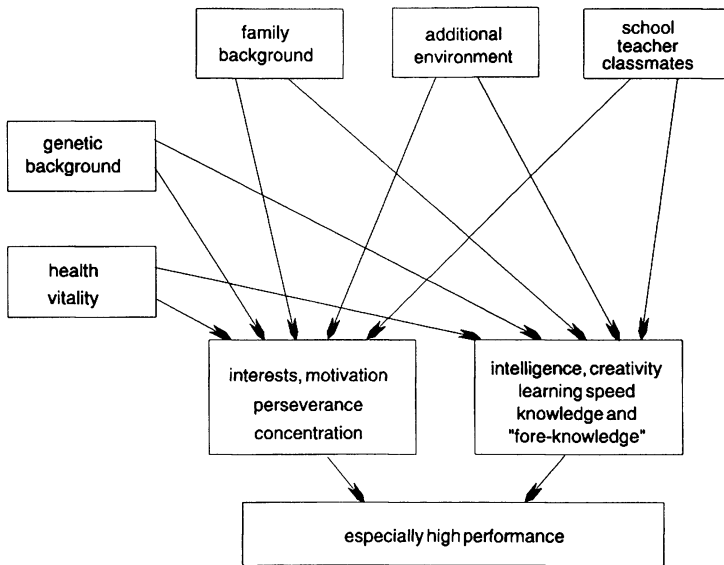 family
background
additional
environment
school
teacher
classmates
genetic
background
health
vitality
interests, motivation
perseverance
concentration
intelligence, creativity
learning speed
knowledge and
"fore-knowledge"
especially high performance